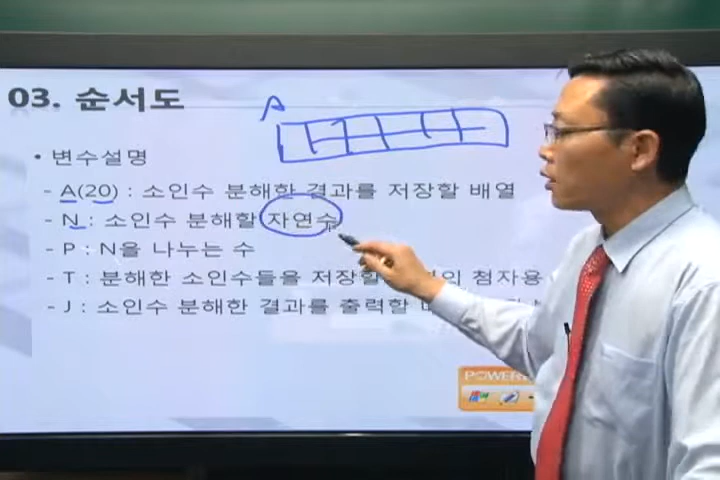 03. 순서도
A
• 변수설명
- A(20) : 소인수 분해한 결과를 저장할 배열
- N : 소인수 분해할 자연수
- P : N을 나누는 수
- T : 분해한 소인수들을 저장할 첨자용
- J : 소인수 분해한 결과를 출력할
POWER